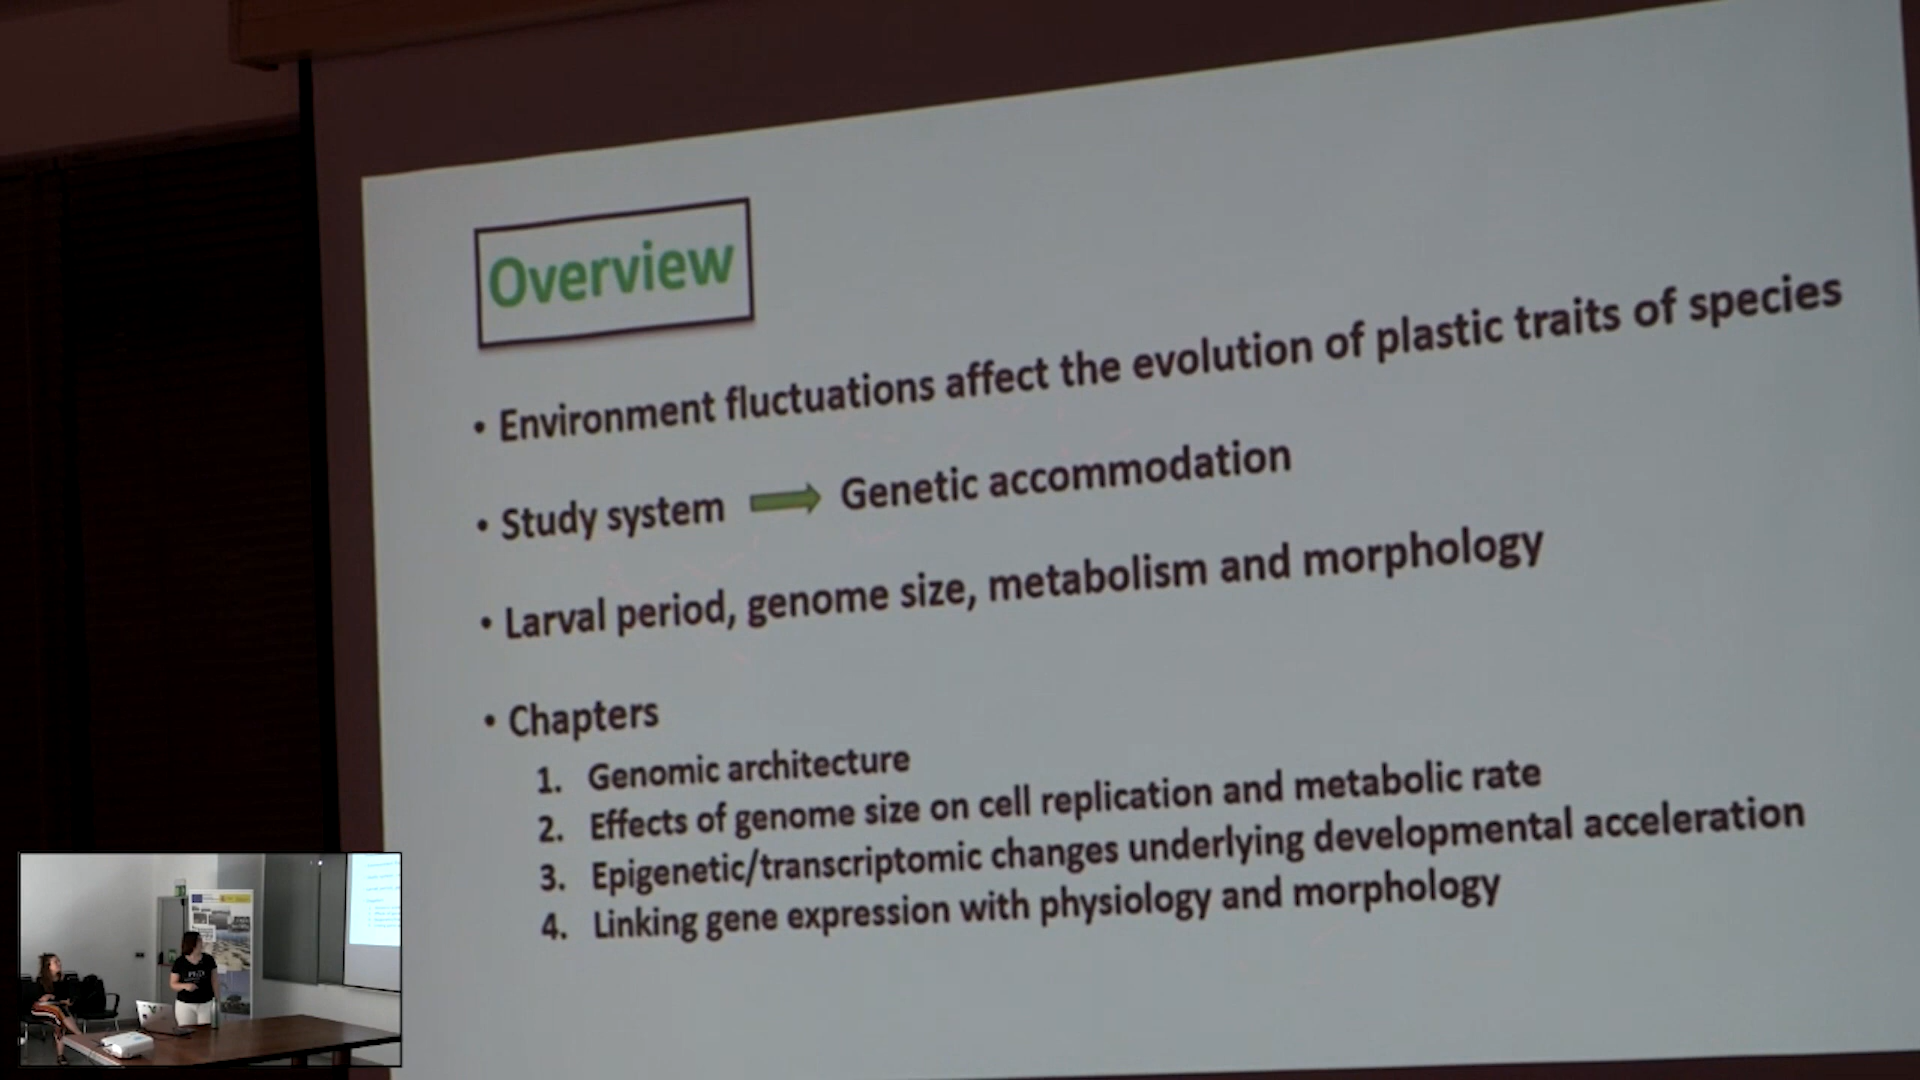 Overview
• Environment fluctuations affect the evolution of plastic traits of species
• Study system Genetic accommodation
• Larval period, genome size, metabolism and morphology
• Chapters
1. Genomic architecture
2. Effects of genome size on cell replication and metabolic rate
3. Epigenetic/transcriptomic changes underlying developmental acceleration
4. Linking gene expression with physiology and morphology